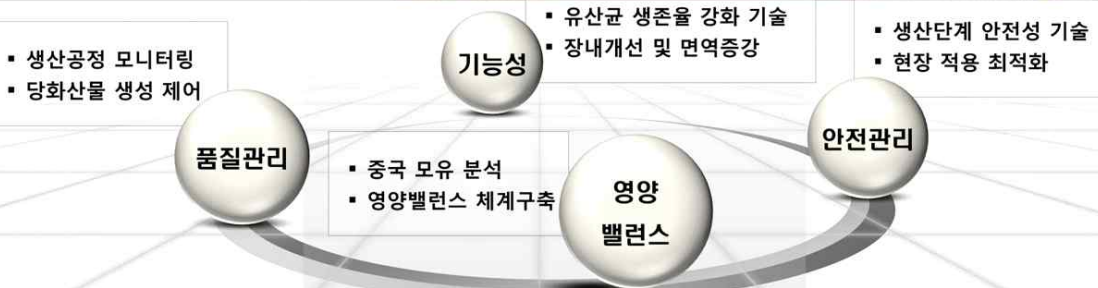 ▪ 생산공정 모니터링
▪ 당화산물 생성 제어
품질관리
기능성
▪ 유산균 생존율 강화 기술
▪ 장내개선 및 면역증강
▪ 중국 모유 분석
▪ 영양밸런스 체계구축
영양
밸런스
▪ 생산단계 안전성 기술
▪ 현장 적용 최적화
안전관리